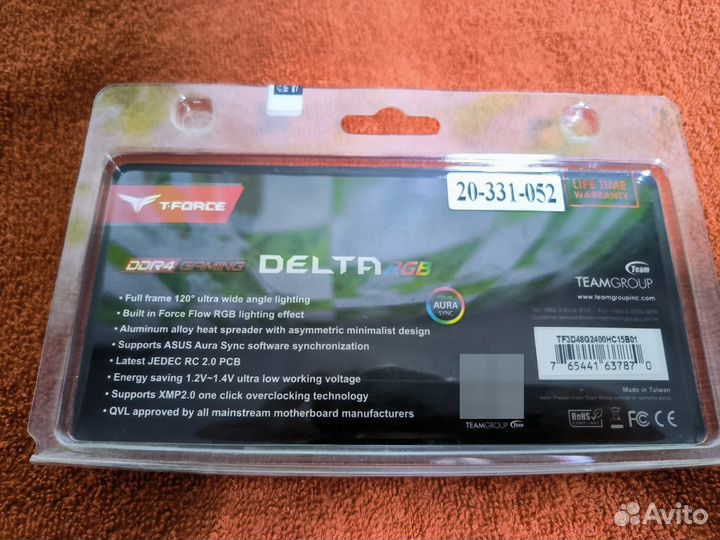 T-FORCE
20-331-052
LIFE TIME
WARRANTY
DDR4 GAMING DELTA RGB
Team
TEAMGROUP
www.teamgroupinc.com
• Full frame 120° ultra wide angle lighting
• Built in Force Flow RGB lighting effect
• Aluminum alloy heat spreader with asymmetric minimalist design
• Supports ASUS Aura Sync software synchronization
• Latest JEDEC RC 2.0 PCB
• Energy saving 1.2V~1.4V ultra low working voltage
• Supports XMP2.0 one click overclocking technology
• QVL approved by all mainstream motherboard manufacturers
AURA
SYNC
TF3D48G2400HC15B01
7 65441 63787 0
Made in Taiwan
TEAMGROUP Team
RoHS
COMPLIANT
CE FC
Avito